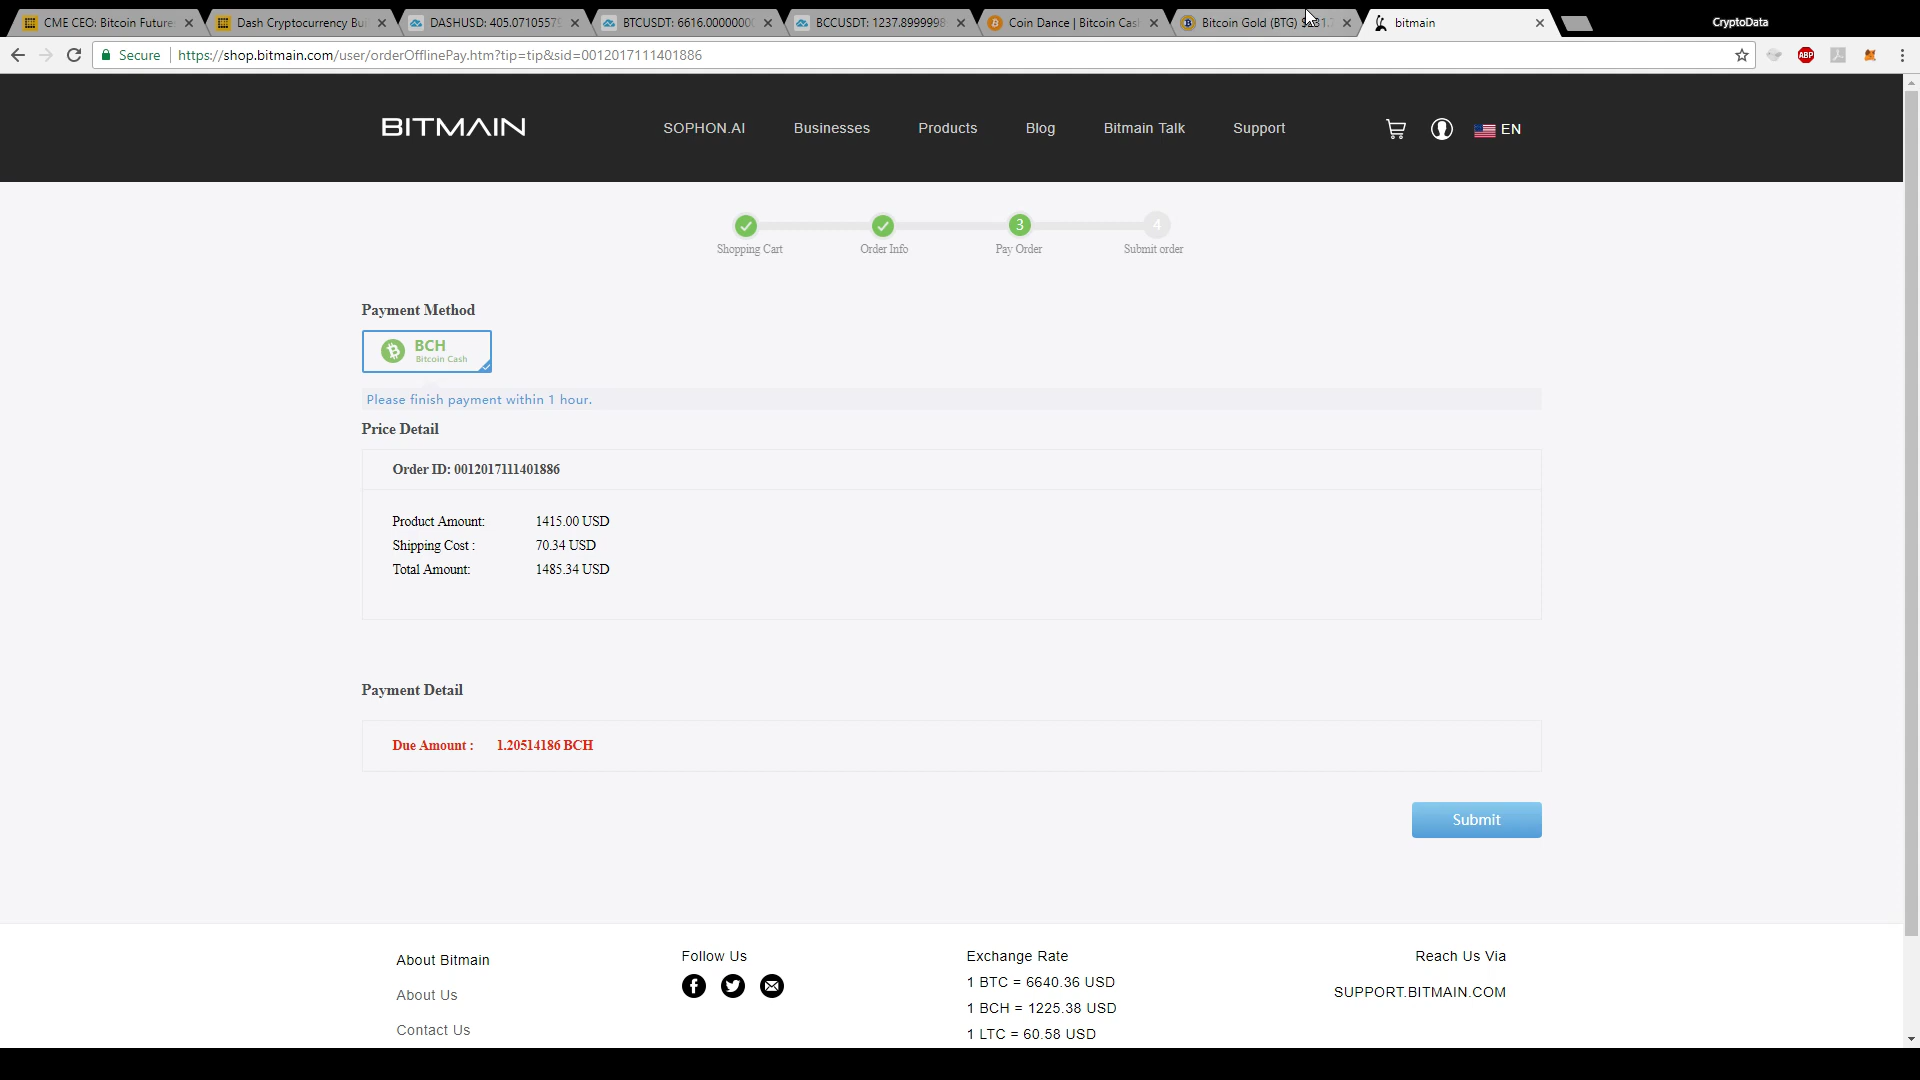 CME CEO: Bitcoin Future
Dash Cryptocurrency Bu
DASHUSD: 405.07105579
BTCUSDT: 6616.0000000
BCCUSDT: 1237.8999998
Coin Dance | Bitcoin Cas
Bitcoin Gold (BTG)
bitmain
CryptoData
Secure https://shop.bitmain.com/user/orderOfflinePay.htm?tip=tip&sid=0012017111401886
ABP
BITMAIN
SOPHON.AI
Businesses
Products
Blog
Bitmain Talk
Support
EN
3
4
Shopping Cart
Order Info
Pay Order
Submit order
Payment Method
BCH
Bitcoin Cash
Please finish payment within 1 hour.
Price Detail
Order ID: 0012017111401886
Product Amount: 1415.00 USD
Shipping Cost : 70.34 USD
Total Amount: 1485.34 USD
Payment Detail
Due Amount : 1.20514186 BCH
Submit
About Bitmain
About Us
Contact Us
Follow Us
Exchange Rate
1 BTC = 6640.36 USD
1 BCH = 1225.38 USD
1 LTC = 60.58 USD
Reach Us Via
SUPPORT.BITMAIN.COM